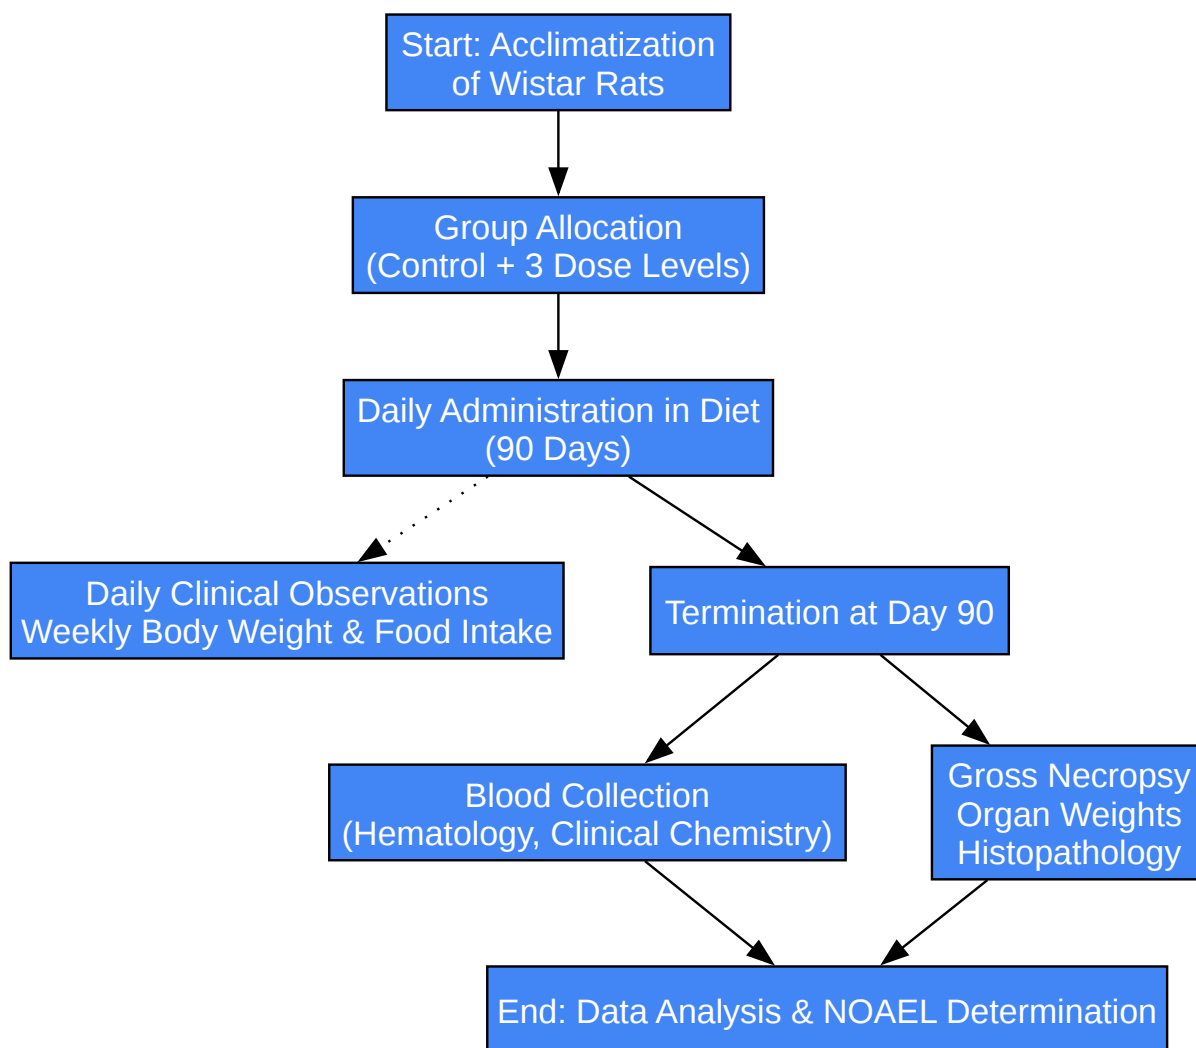 Start: Acclimatization
of Wistar Rats
Group Allocation
(Control + 3 Dose Levels)
Daily Administration in Diet
(90 Days)
Daily Clinical Observations
Weekly Body Weight & Food Intake
Termination at Day 90
Blood Collection
(Hematology, Clinical Chemistry)
Gross Necropsy
Organ Weights
Histopathology
End: Data Analysis & NOAEL Determination